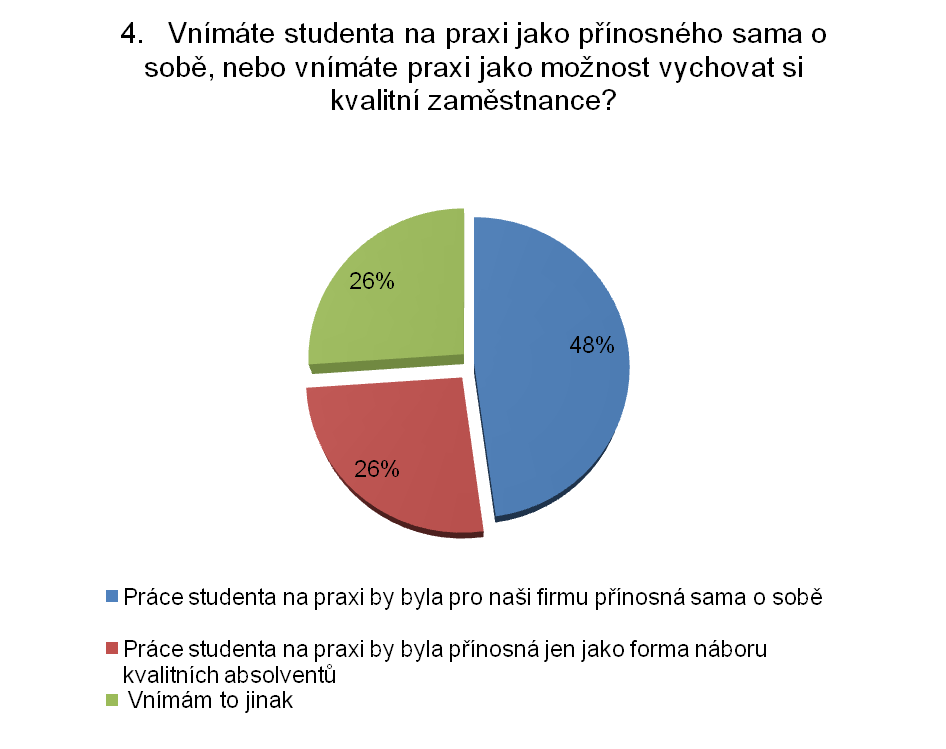 4. Vnímáte studenta na praxi jako přínosného sama o
sobě, nebo vnímáte praxi jako možnost vychovat si
kvalitní zaměstnance?
26%
48%
26%
Práce studenta na praxi by byla pro naši firmu přínosná sama o sobě
Práce studenta na praxi by byla přínosná jen jako forma náboru
kvalitních absolventů
Vnímám to jinak